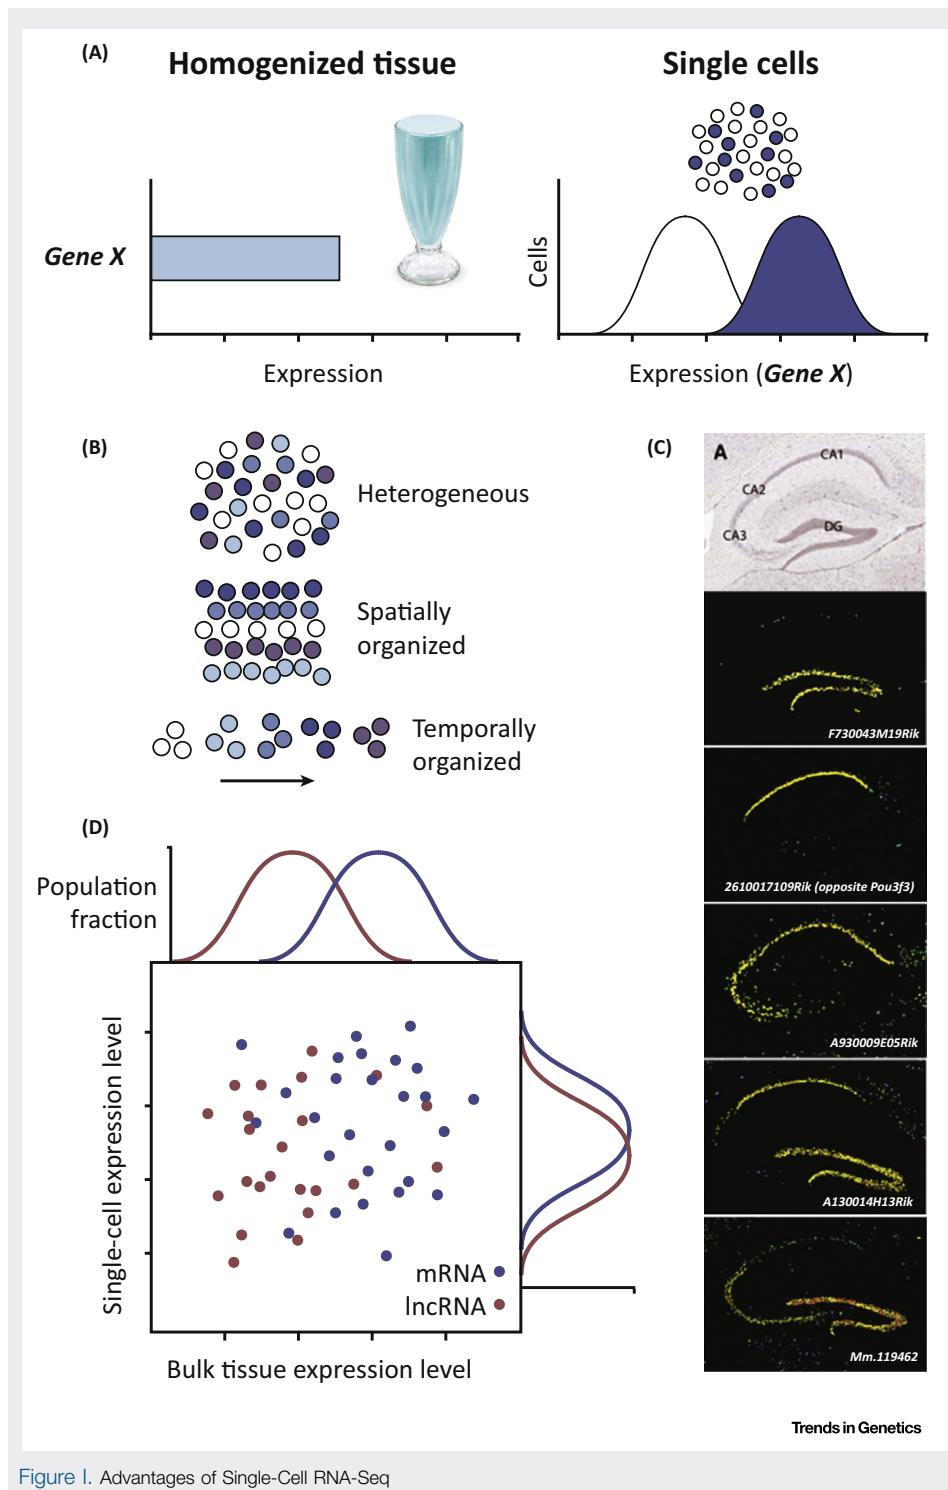 (A)
Homogenized tissue
Single cells
Gene X
Expression
Cells
Expression (Gene X)
(B)
Heterogeneous
Spatially
organized
Temporally
organized
(C)
A
CA1
CA2
CA3
DG
F730043M19Rik
2610017109Rik (opposite Pou3f3)
A930009E05Rik
A130014H13Rik
Mm.119462
(D)
Population
fraction
Single-cell expression level
mRNA
lncRNA
Bulk tissue expression level
Trends in Genetics
Figure I. Advantages of Single-Cell RNA-Seq